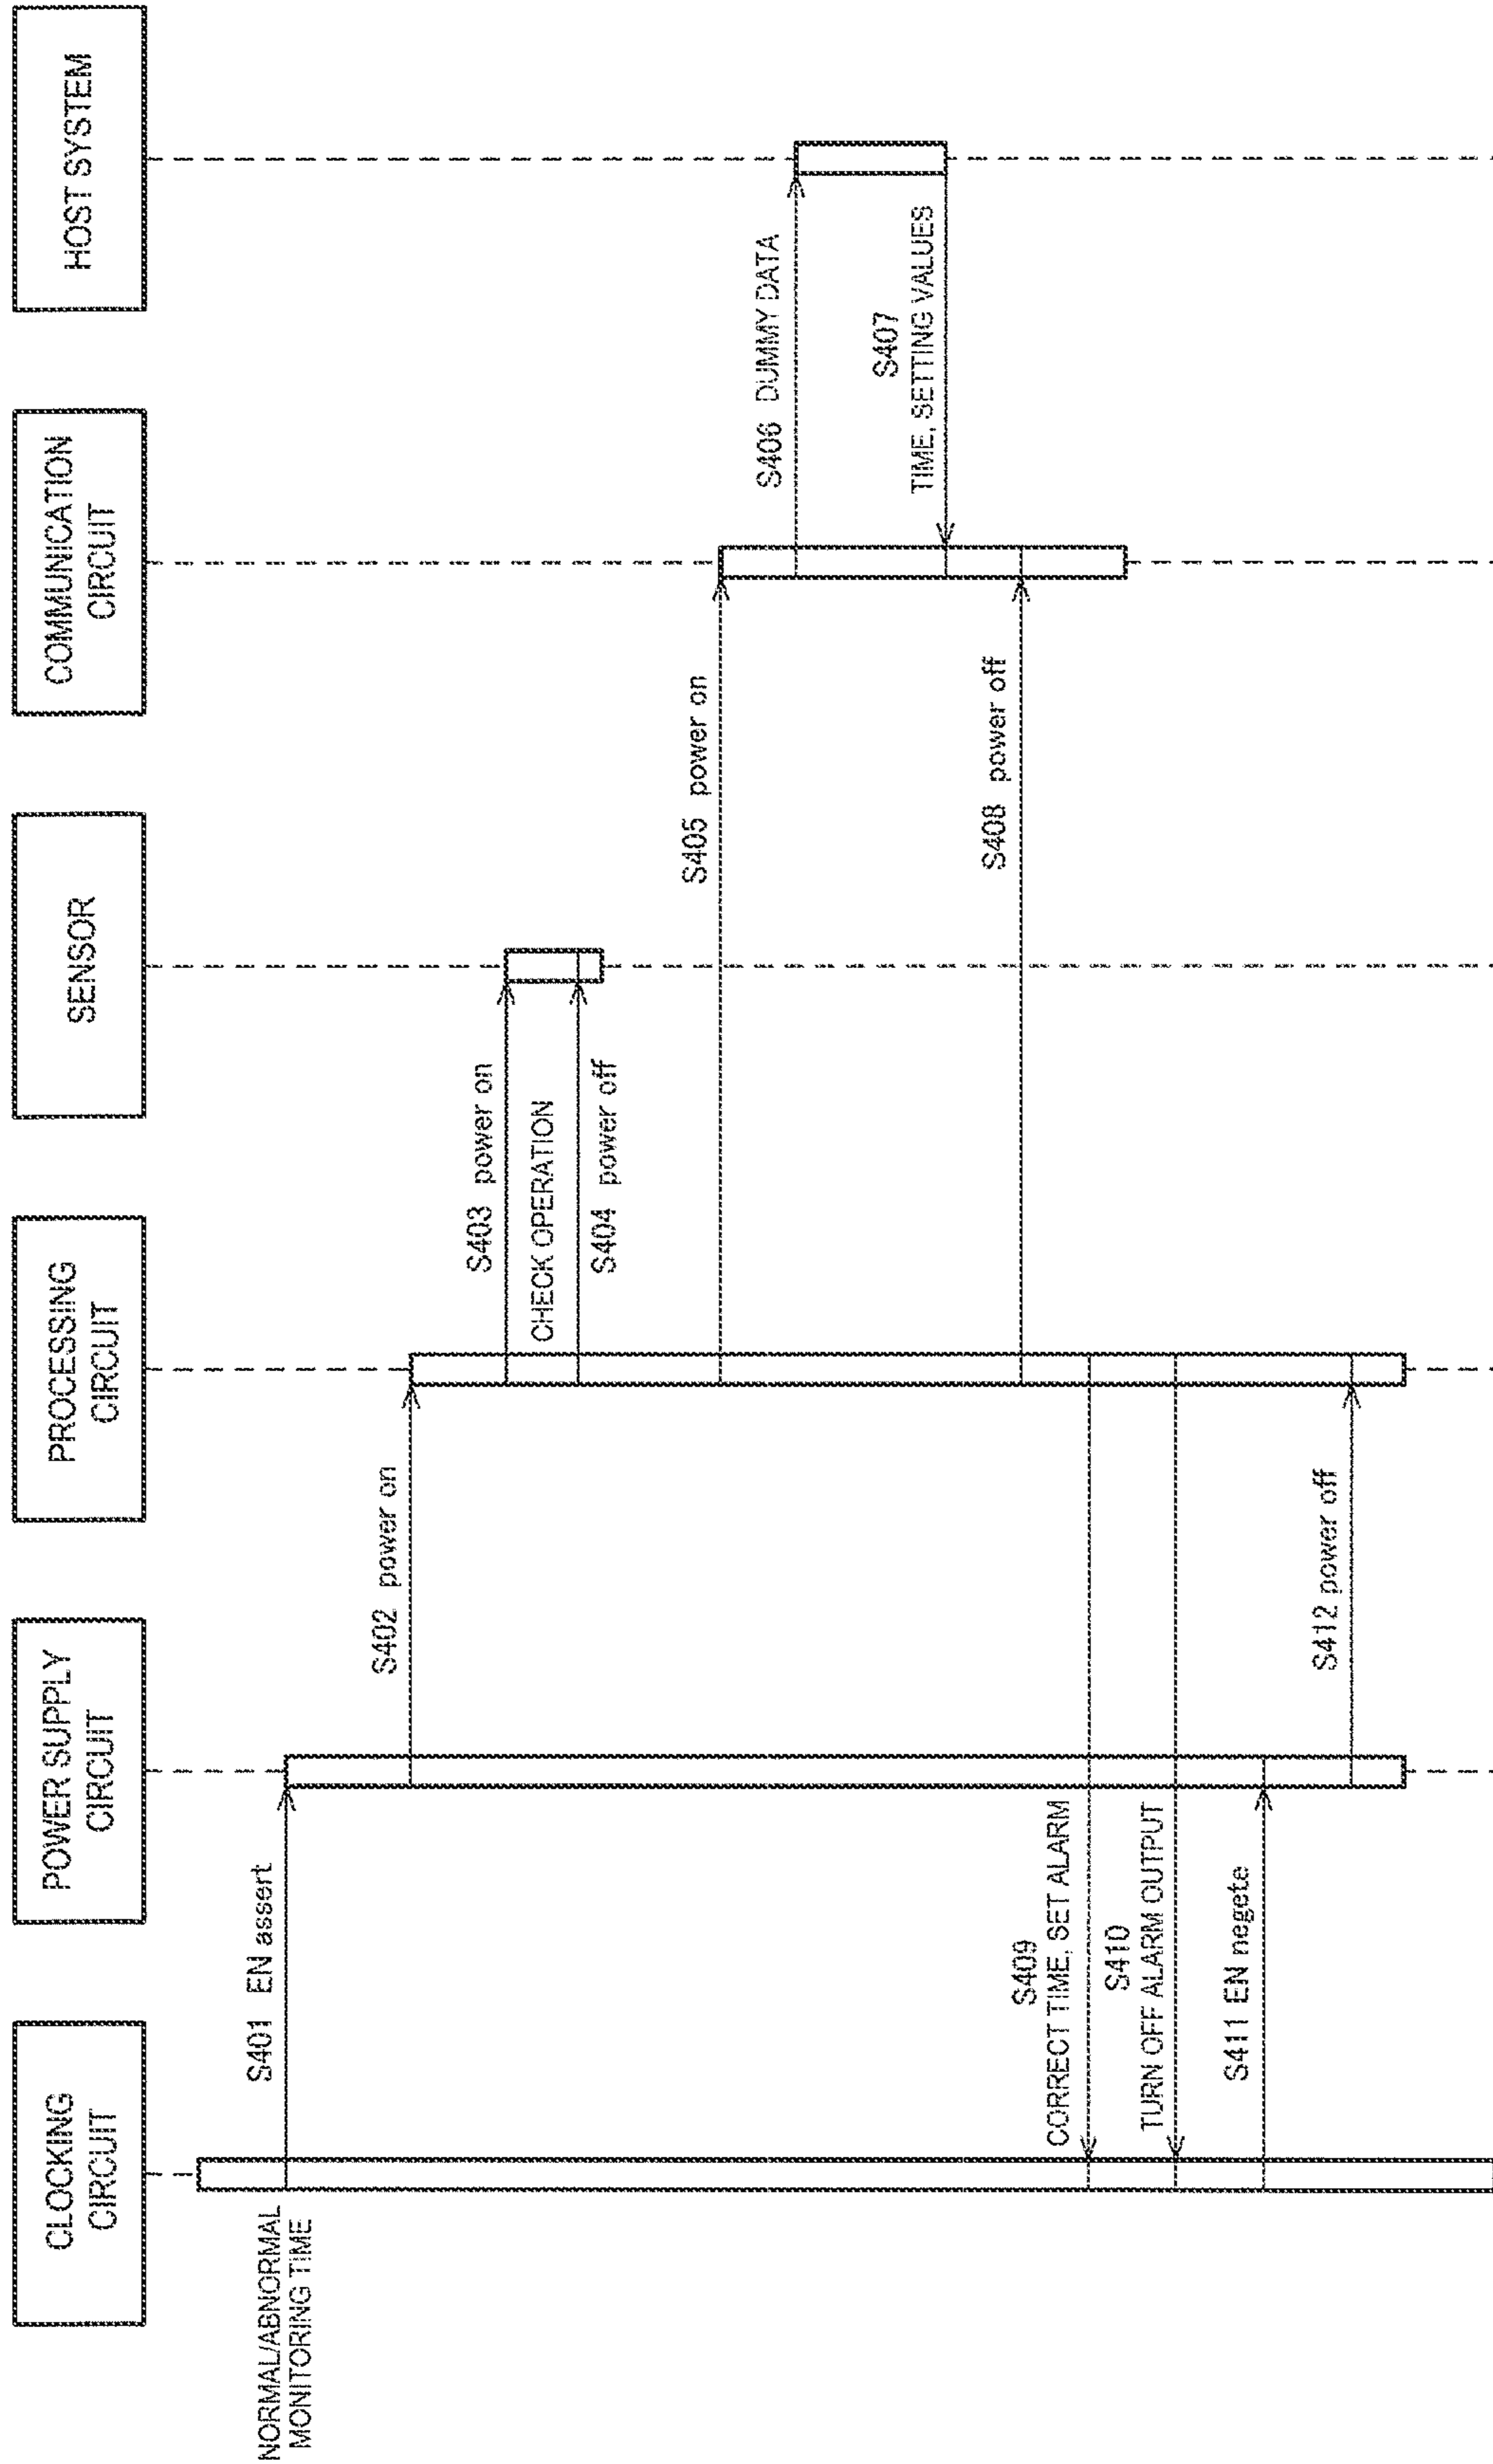 CLOCKING
CIRCUIT
POWER SUPPLY
CIRCUIT
PROCESSING
CIRCUIT
SENSOR
COMMUNICATION
CIRCUIT
HOST SYSTEM
NORMAL/ABNORMAL
MONITORING TIME
S401 EN assert
S402 power on
S403 power on
CHECK OPERATION
S404 power off
S405 power on
S406 DUMMY DATA
S407
TIME, SETTING VALUES
S408 power off
S409
CORRECT TIME, SET ALARM
S410
TURN OFF ALARM OUTPUT
S411 EN negete
S412 power off